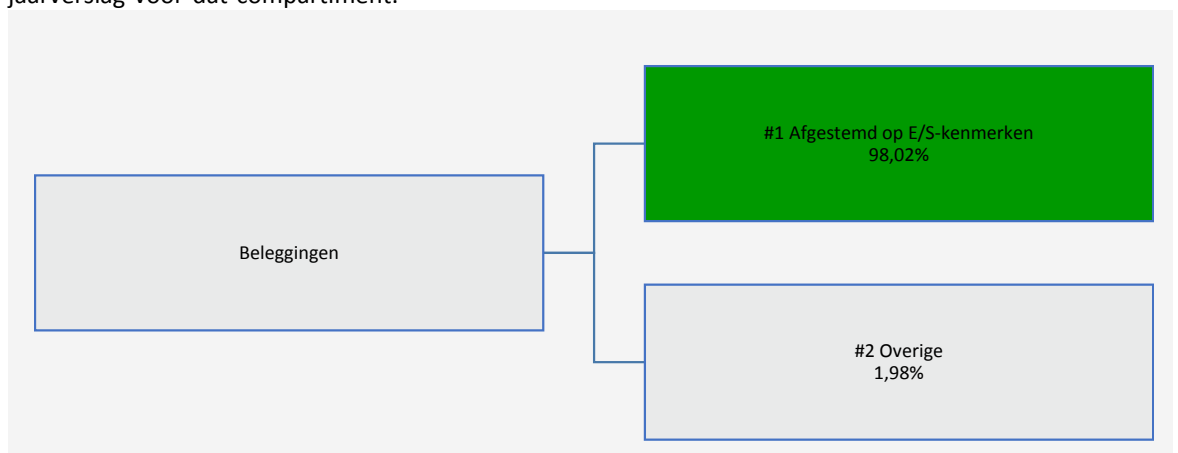 jaarverslag voor dat compartiment.
#1 Afgestemd op E/S-kenmerken
98,02%
Beleggingen
#2 Overige
1,98%